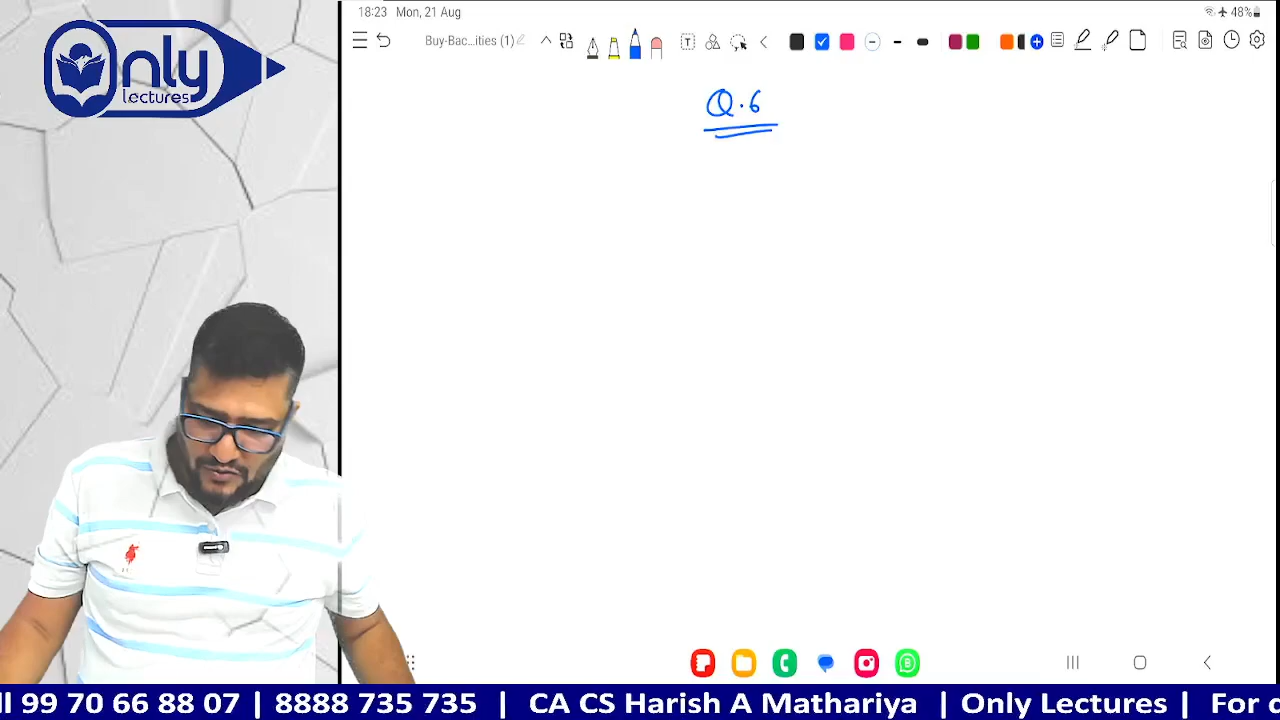 18:23 Mon, 21 Aug
48%
Only
lectures
Buy-Bac...ities (1)
T
Q.6
ll 99 70 66 88 07 | 8888 735 735 | CA CS Harish A Mathariya | Only Lectures | For d